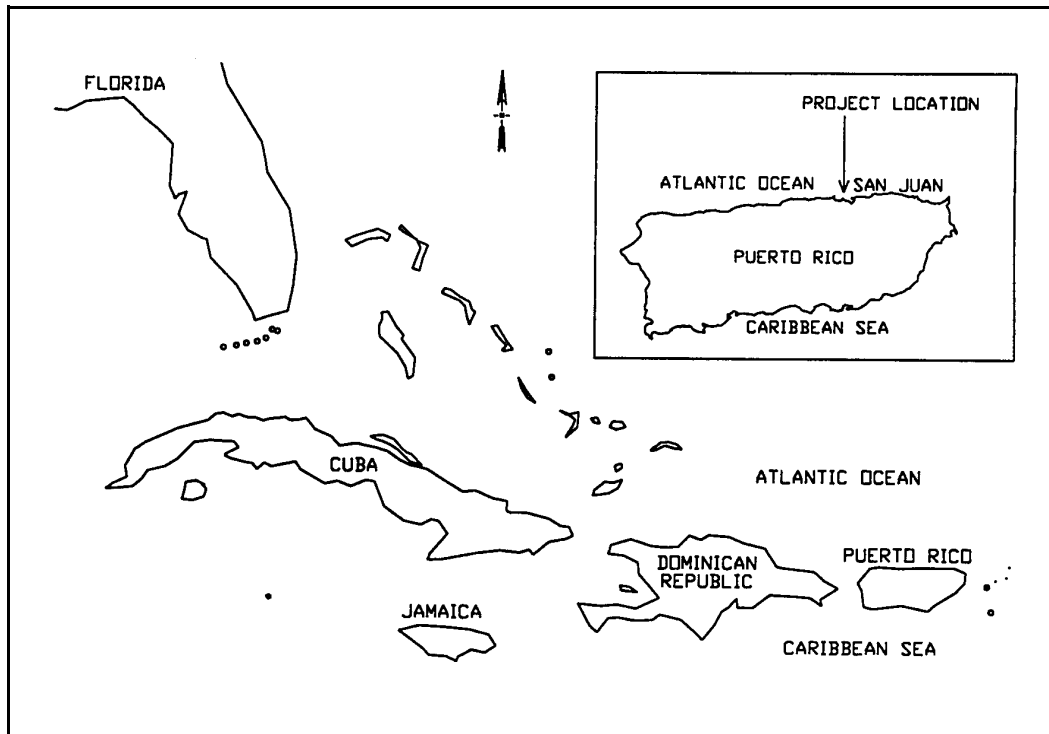 FLORIDA
PROJECT LOCATION
ATLANTIC OCEAN
SAN JUAN
PUERTO RICO
CARIBBEAN SEA
CUBA
ATLANTIC OCEAN
DOMINICAN
REPUBLIC
PUERTO RICO
JAMAICA
CARIBBEAN SEA